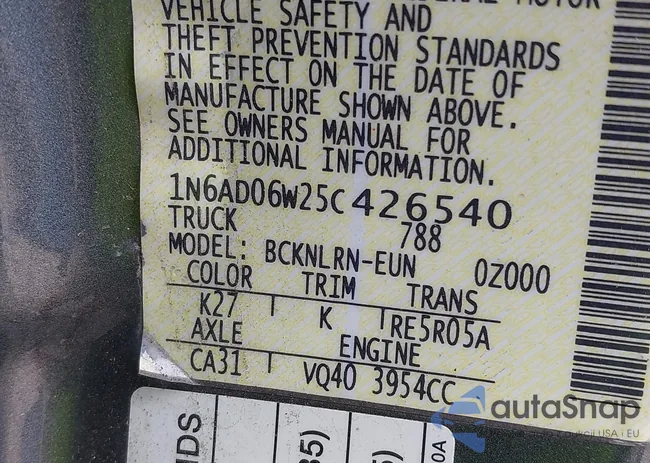 VEHICLE SAFETY AND
THEFT PREVENTION STANDARDS
IN EFFECT ON THE DATE OF
MANUFACTURE SHOWN ABOVE.
SEE OWNERS MANUAL FOR
ADDITIONAL INFORMATION.
1N6AD06W25C426540
TRUCK 788
MODEL: BCKNLRN-EUN 0Z000
COLOR TRIM TRANS
K27 K RE5R05A
AXLE ENGINE
CA31 VQ40 3954CC
autoSnap
USA | EU